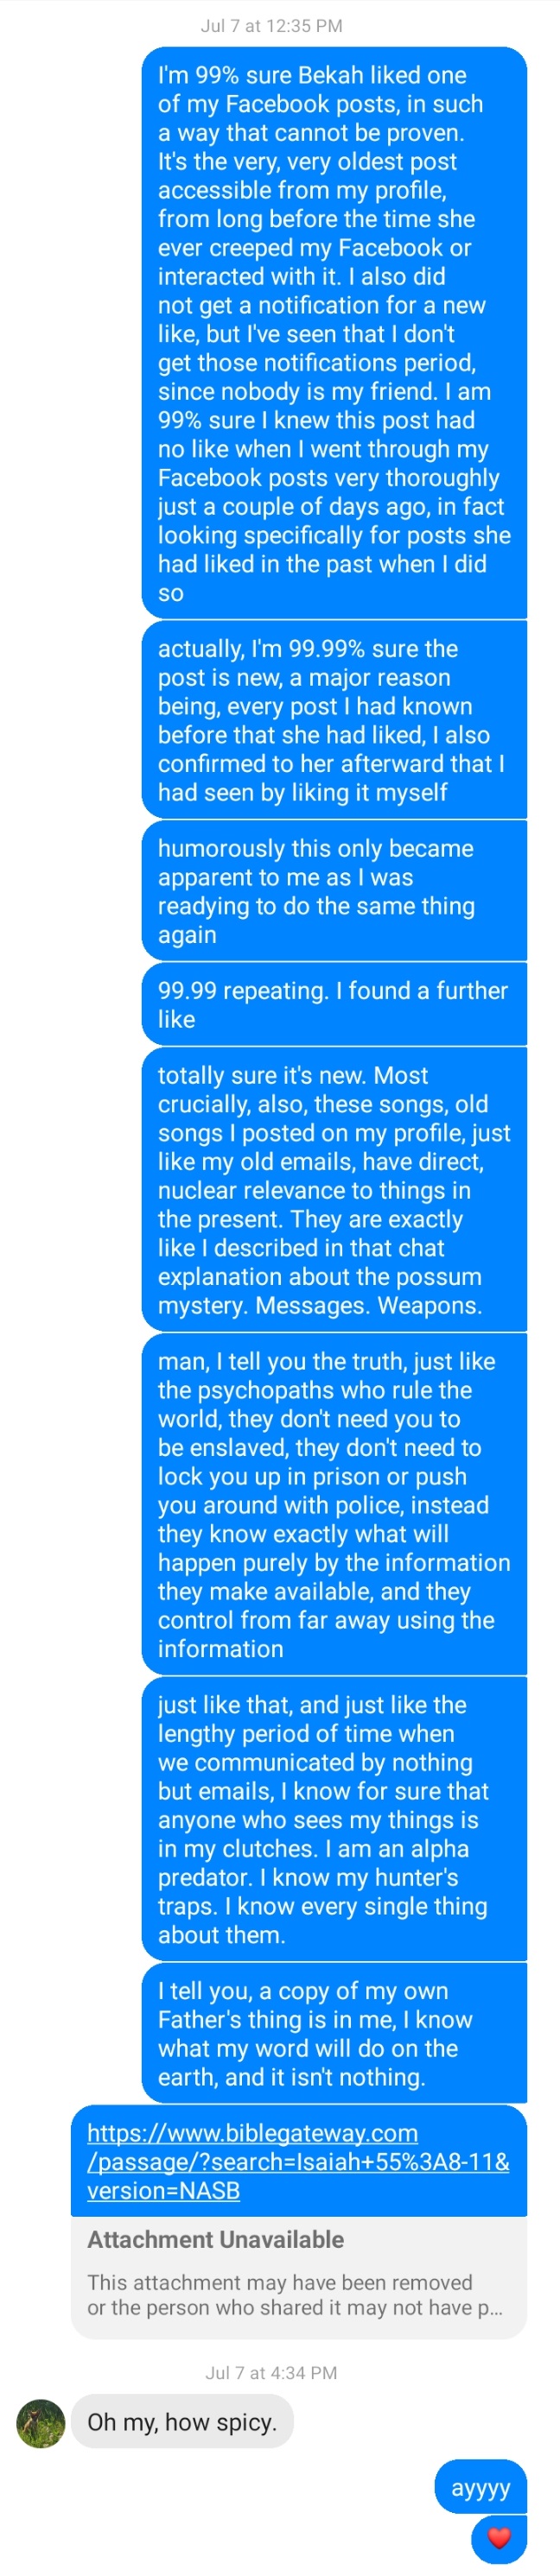 Jul 7 at 12:35 PM
I'm 99% sure Bekah liked one
of my Facebook posts, in such
a way that cannot be proven.
It's the very, very oldest post
accessible from my profile,
from long before the time she
ever creeped my Facebook or
interacted with it. I also did
not get a notification for a new
like, but I've seen that I don't
get those notifications period,
since nobody is my friend. I am
99% sure I knew this post had
no like when I went through my
Facebook posts very thoroughly
just a couple of days ago, in fact
looking specifically for posts she
had liked in the past when I did
so
actually, I'm 99.99% sure the
post is new, a major reason
being, every post I had known
before that she had liked, I also
confirmed to her afterward that I
had seen by liking it myself
humorously this only became
apparent to me as I was
readying to do the same thing
again
99.99 repeating. I found a further
like
totally sure it's new. Most
crucially, also, these songs, old
songs I posted on my profile, just
like my old emails, have direct,
nuclear relevance to things in
the present. They are exactly
like I described in that chat
explanation about the possum
mystery. Messages. Weapons.
man, I tell you the truth, just like
the psychopaths who rule the
world, they don't need you to
be enslaved, they don't need to
lock you up in prison or push
you around with police, instead
they know exactly what will
happen purely by the information
they make available, and they
control from far away using the
information
just like that, and just like the
lengthy period of time when
we communicated by nothing
but emails, I know for sure that
anyone who sees my things is
in my clutches. I am an alpha
predator. I know my hunter's
traps. I know every single thing
about them.
I tell you, a copy of my own
Father's thing is in me, I know
what my word will do on the
earth, and it isn't nothing.
https://www.biblegateway.com
/passage/?search=Isaiah+55%3A8-11&
version=NASB
Attachment Unavailable
This attachment may have been removed
or the person who shared it may not have p...
Jul 7 at 4:34 PM
Oh my, how spicy.
ayyyy